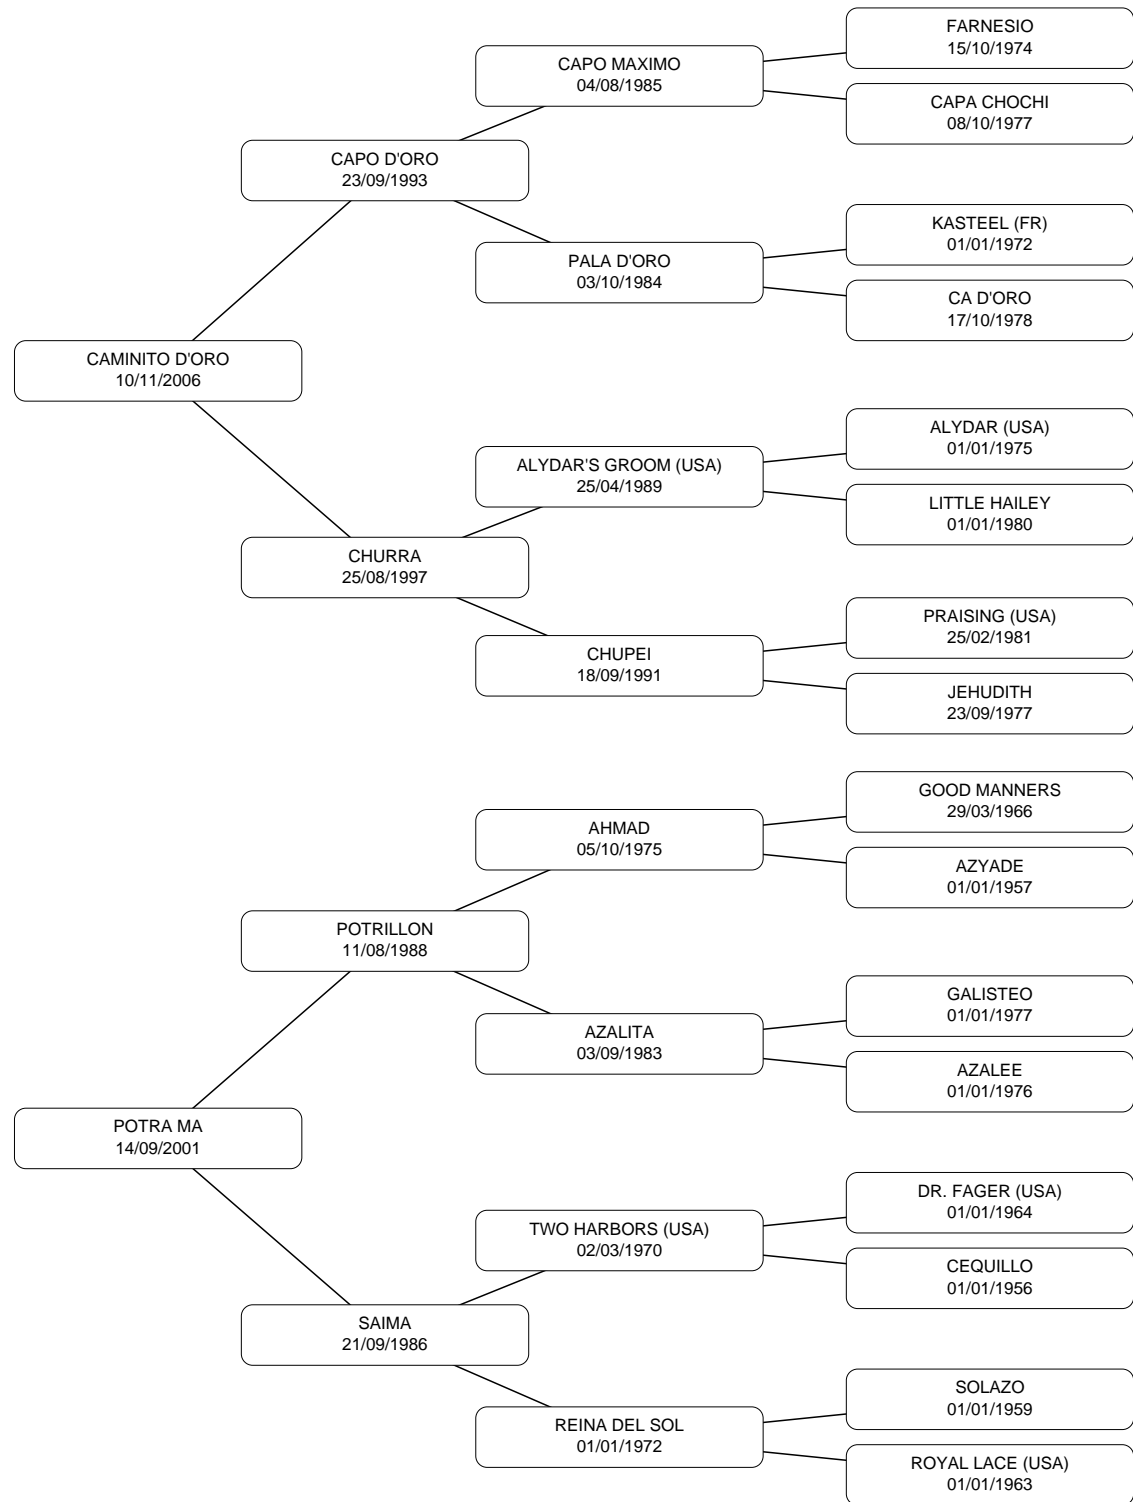 FARNESIO
15/10/1974
CAPO MAXIMO
04/08/1985
CAPA CHOCHI
08/10/1977
CAPO D'ORO
23/09/1993
KASTEEL (FR)
01/01/1972
PALA D'ORO
03/10/1984
CA D'ORO
17/10/1978
CAMINITO D'ORO
10/11/2006
ALYDAR (USA)
01/01/1975
ALYDAR'S GROOM (USA)
25/04/1989
LITTLE HAILEY
01/01/1980
CHURRA
25/08/1997
PRAISING (USA)
25/02/1981
CHUPEI
18/09/1991
JEHUDITH
23/09/1977
GOOD MANNERS
29/03/1966
AHMAD
05/10/1975
AZYADE
01/01/1957
POTRILLON
11/08/1988
GALISTEO
01/01/1977
AZALITA
03/09/1983
AZALEE
01/01/1976
POTRA MA
14/09/2001
DR. FAGER (USA)
01/01/1964
TWO HARBORS (USA)
02/03/1970
CEQUILLO
01/01/1956
SAIMA
21/09/1986
SOLAZO
01/01/1959
REINA DEL SOL
01/01/1972
ROYAL LACE (USA)
01/01/1963